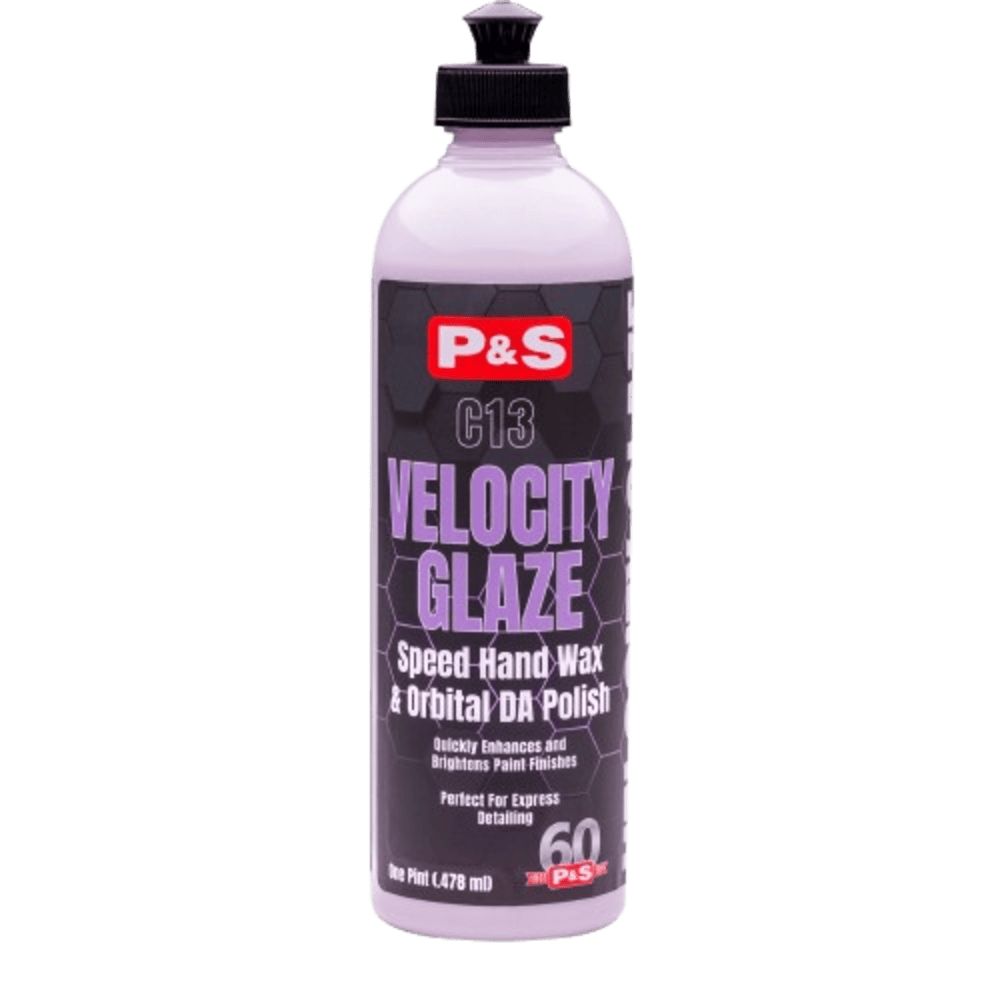 P&S
C13
VELOCITY
GLAZE
Speed Hand Wax
& Orbital DA Polish
Quickly Enhances and
Brightens Paint Finishes
Perfect For Express
Detailing
60
P&S
One Pint (.478 ml)